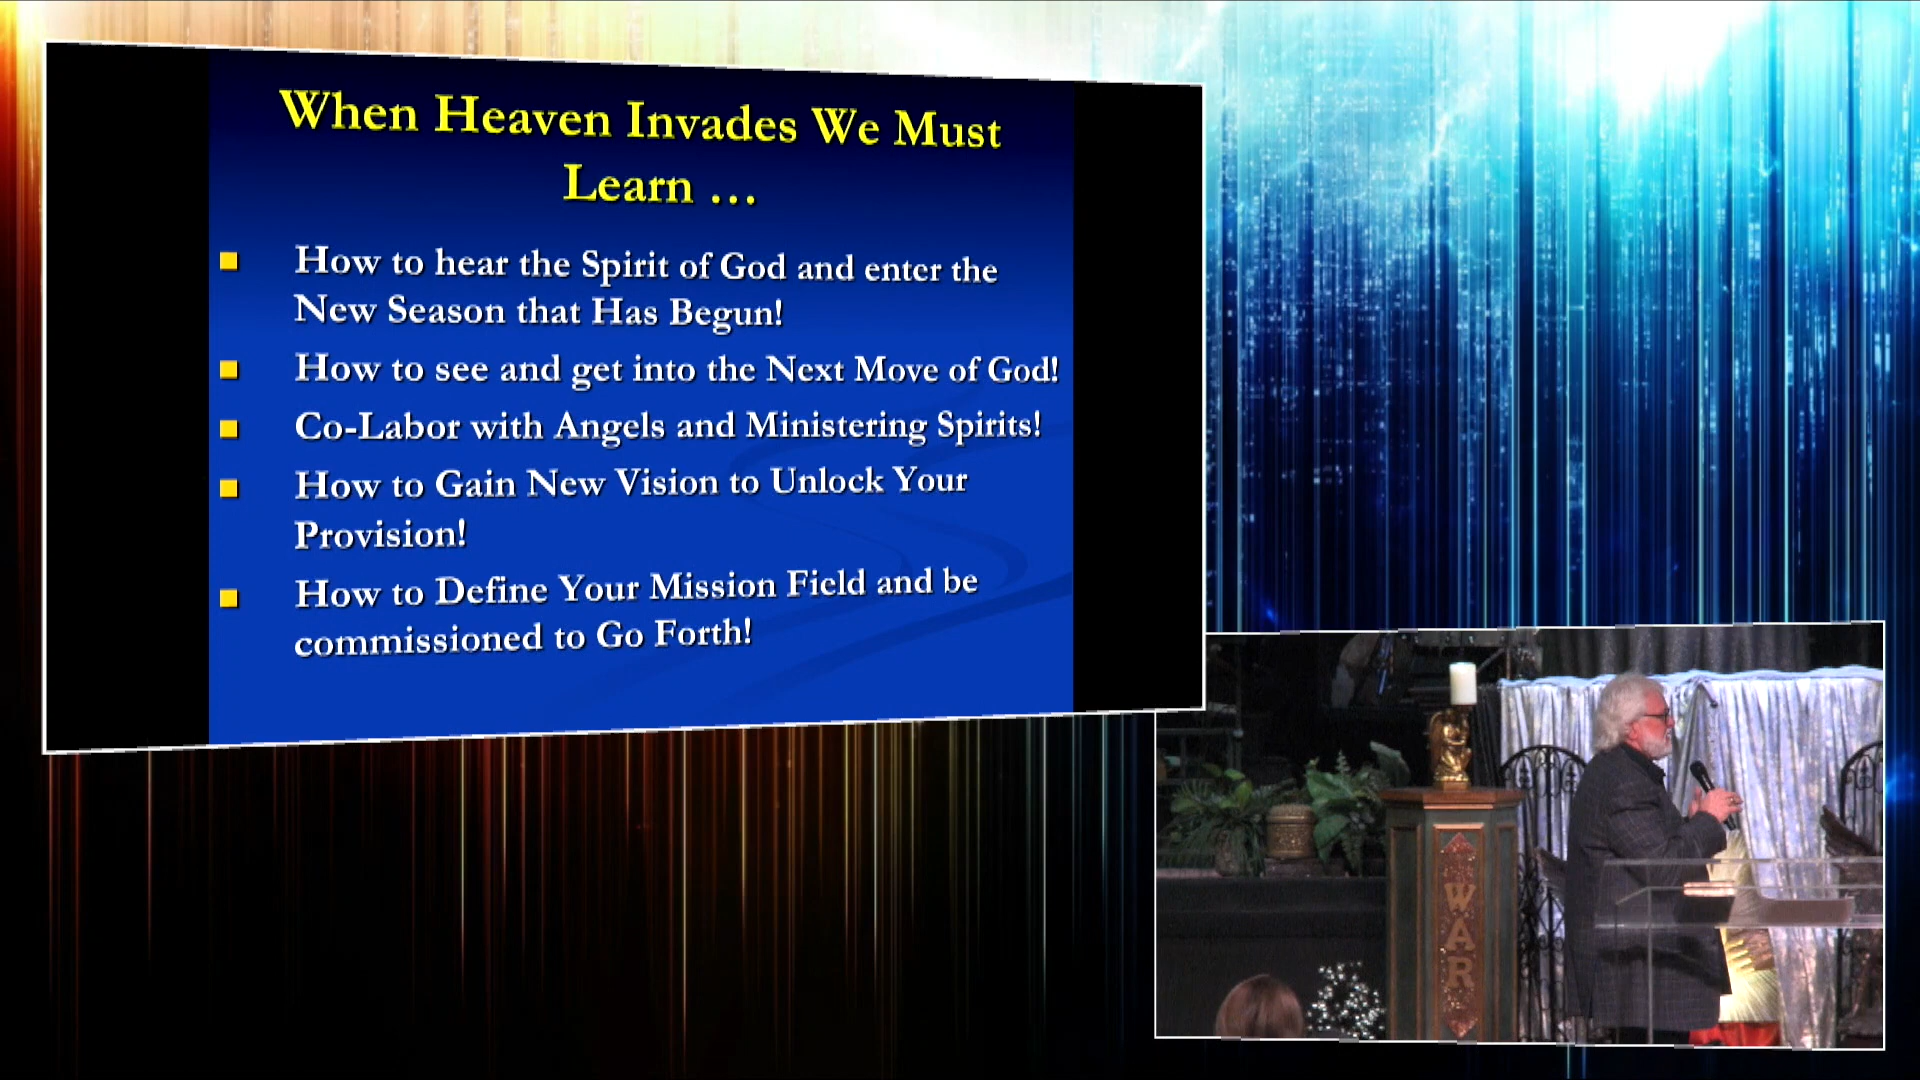 When Heaven Invades We Must
Learn …
How to hear the Spirit of God and enter the
New Season that Has Begun!
How to see and get into the Next Move of God!
Co-Labor with Angels and Ministering Spirits!
How to Gain New Vision to Unlock Your
Provision!
How to Define Your Mission Field and be
commissioned to Go Forth!
WAR